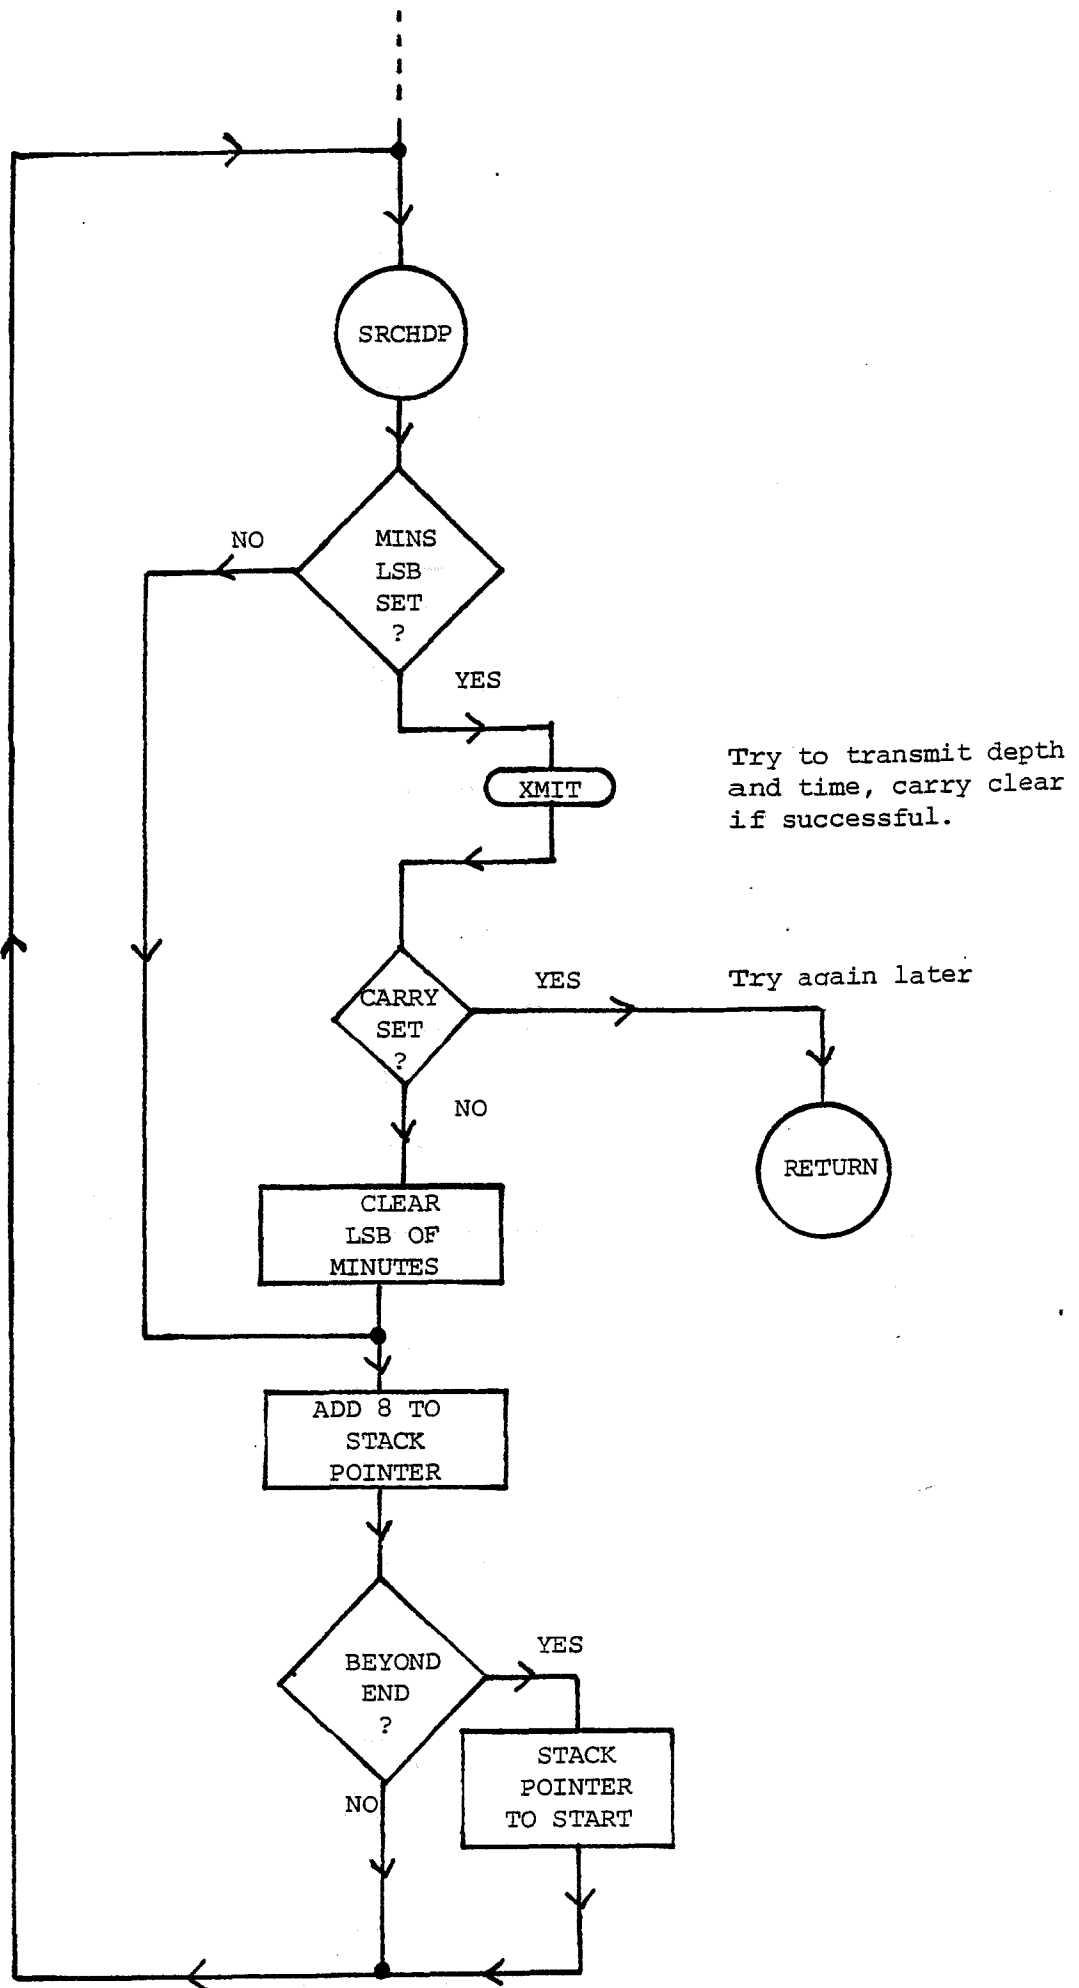 SRCHDP
NO
MINS
LSB
SET
?
YES
XMIT
Try to transmit depth
and time, carry clear
if successful.
CARRY
SET
?
YES
Try again later
NO
RETURN
CLEAR
LSB OF
MINUTES
ADD 8 TO
STACK
POINTER
BEYOND
END
?
YES
NO
STACK
POINTER
TO START